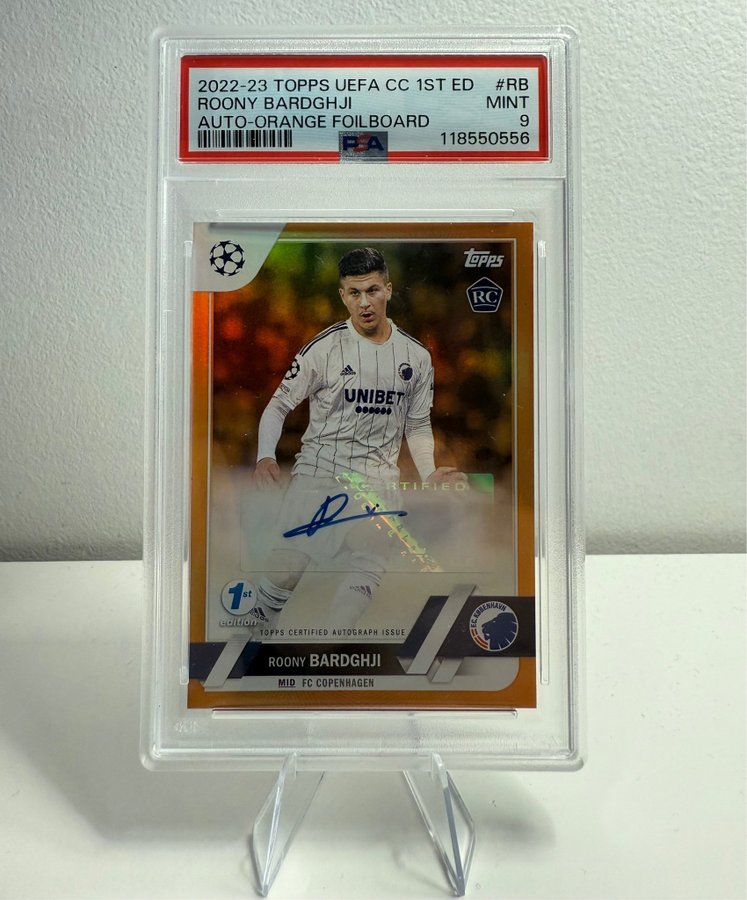 2022-23 TOPPS UEFA CC 1ST ED #RB
ROONY BARDGHJI MINT
AUTO-ORANGE FOILBOARD 9
PSA 118550556
topps
RC
adidas
UNIBET
CERTIFIED
1st
edition
TOPPS CERTIFIED AUTOGRAPH ISSUE
F.C. KØBENHAVN
ROONY BARDGHJI
MID FC COPENHAGEN